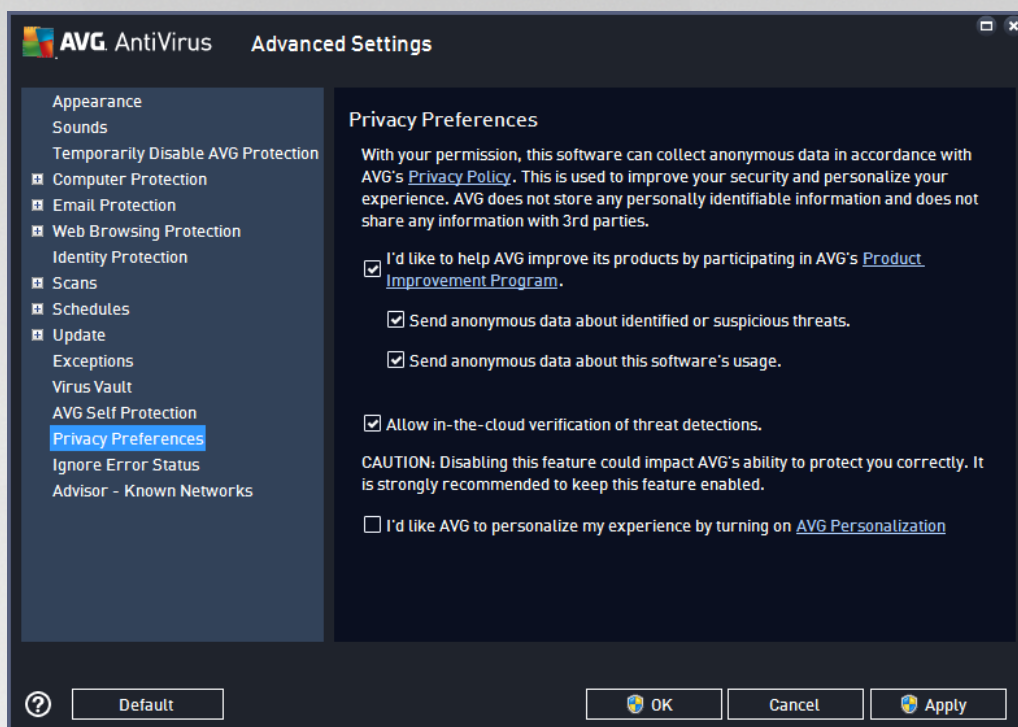 AVG. AntiVirus Advanced Settings
Appearance
Sounds
Temporarily Disable AVG Protection
Computer Protection
Email Protection
Web Browsing Protection
Identity Protection
Scans
Schedules
Update
Exceptions
Virus Vault
AVG Self Protection
Privacy Preferences
Ignore Error Status
Advisor - Known Networks
Privacy Preferences
With your permission, this software can collect anonymous data in accordance with
AVG's Privacy Policy. This is used to improve your security and personalize your
experience. AVG does not store any personally identifiable information and does not
share any information with 3rd parties.
I'd like to help AVG improve its products by participating in AVG's Product
Improvement Program.
Send anonymous data about identified or suspicious threats.
Send anonymous data about this software's usage.
Allow in-the-cloud verification of threat detections.
CAUTION: Disabling this feature could impact AVG's ability to protect you correctly. It
is strongly recommended to keep this feature enabled.
I'd like AVG to personalize my experience by turning on AVG Personalization
? Default OK Cancel Apply